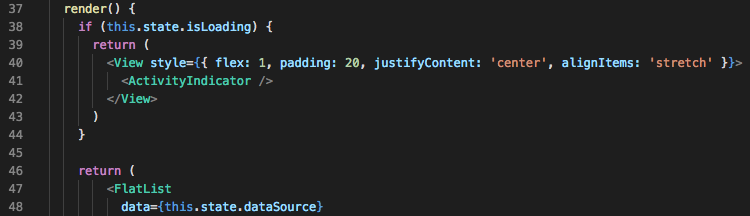 37 render() {
38 if (this.state.isLoading) {
39 return (
40 <View style={{ flex: 1, padding: 20, justifyContent: 'center', alignItems: 'stretch' }}>
41 <ActivityIndicator />
42 </View>
43 )
44 }
45
46 return (
47 <FlatList
48 data={this.state.dataSource}